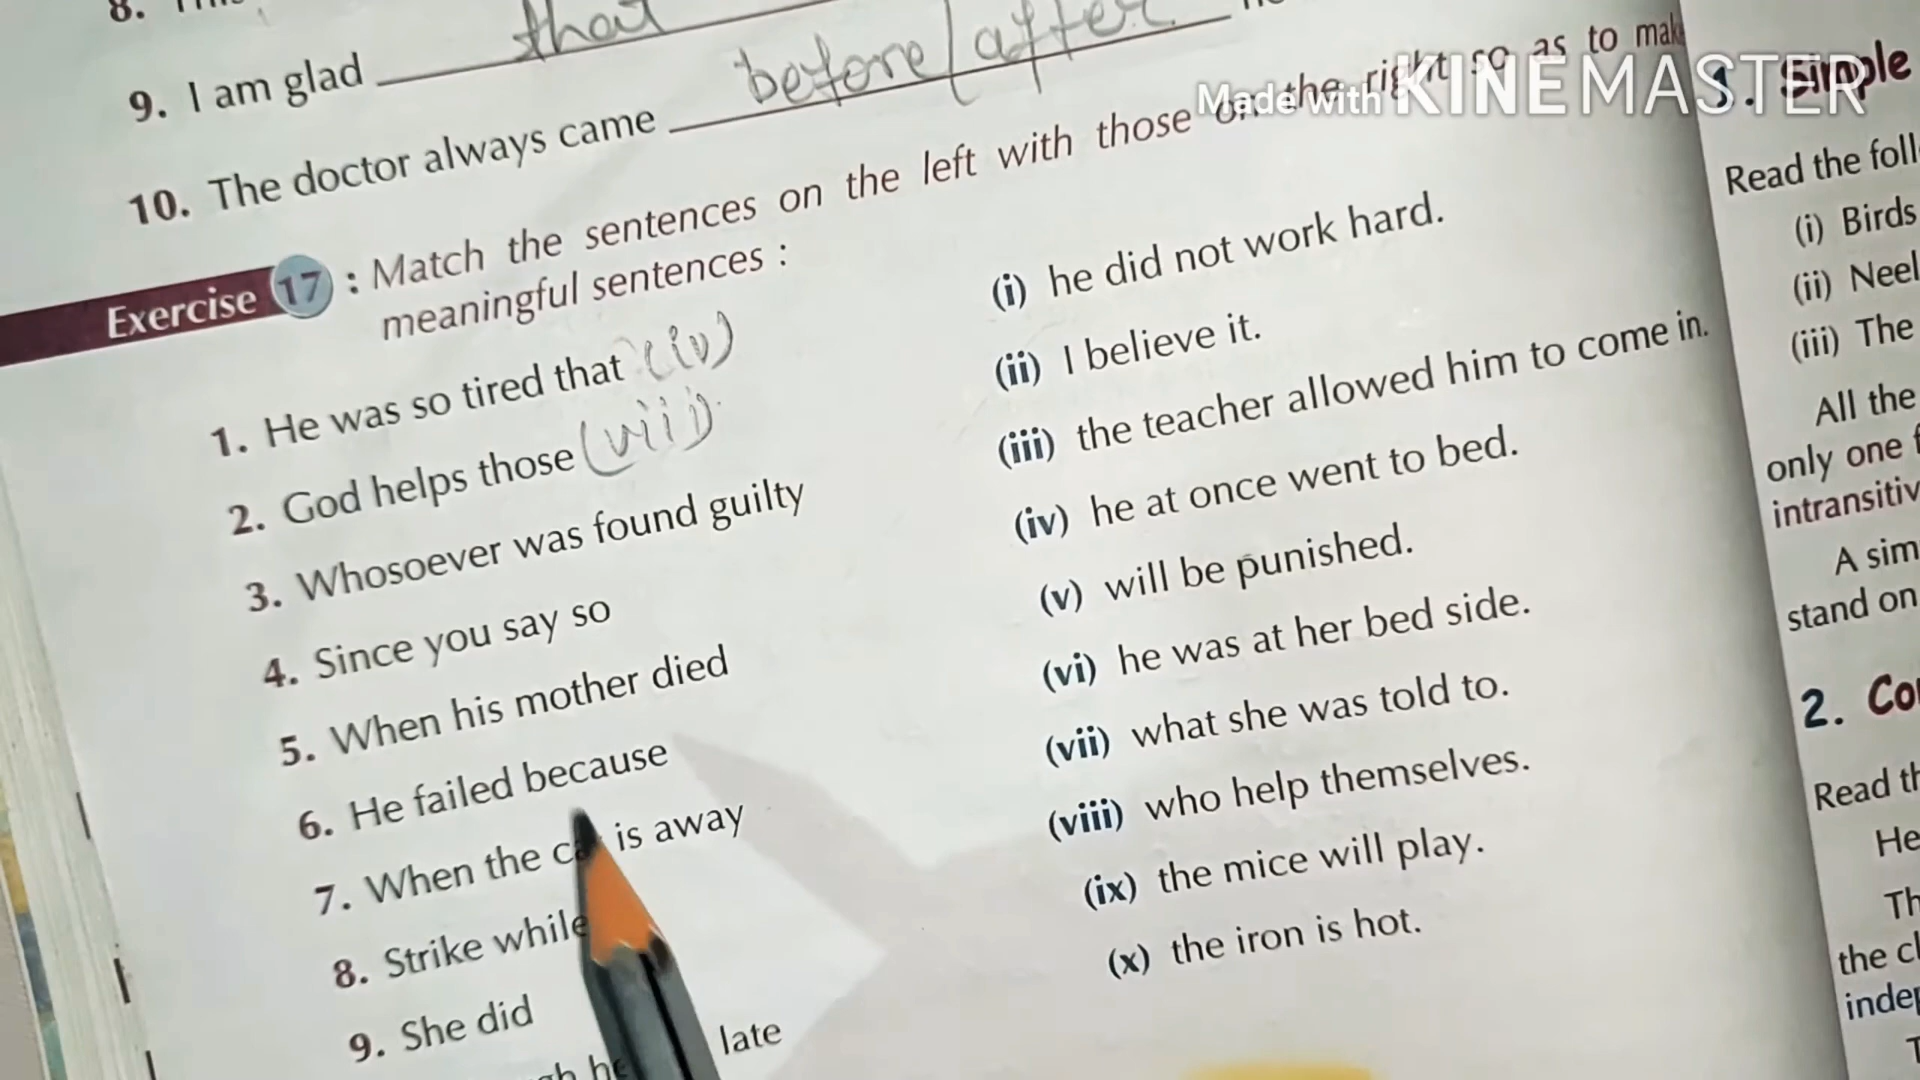 8.
9. I am glad that
10. The doctor always came before/after
Made with KINEMASTER
Exercise 17 : Match the sentences on the left with those on the right so as to make
meaningful sentences :
1. He was so tired that (iv)
2. God helps those (viii)
3. Whosoever was found guilty
4. Since you say so
5. When his mother died
6. He failed because
7. When the is away
8. Strike while
9. She did
he late
(i) he did not work hard.
(ii) I believe it.
(iii) the teacher allowed him to come in.
(iv) he at once went to bed.
(v) will be punished.
(vi) he was at her bed side.
(vii) what she was told to.
(viii) who help themselves.
(ix) the mice will play.
(x) the iron is hot.
1. Simple
Read the foll
(i) Birds
(ii) Neel
(iii) The
All the
only one f
intransitiv
A sim
stand on
2. Co
Read th
He
Th
the cl
indep
T